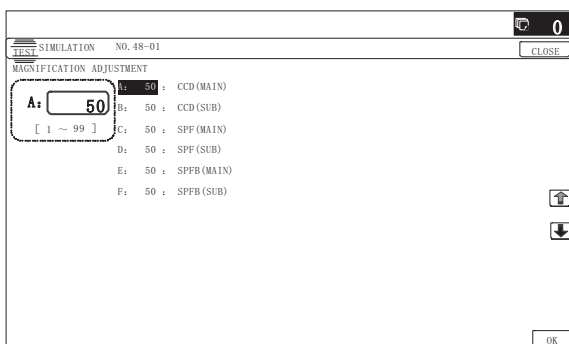 0
TEST SIMULATION NO.48-01
CLOSE
MAGNIFICATION ADJUSTMENT
A: 50
[ 1 ~ 99 ]
A: 50 : CCD(MAIN)
B: 50 : CCD(SUB)
C: 50 : SPF(MAIN)
D: 50 : SPF(SUB)
E: 50 : SPFB(MAIN)
F: 50 : SPFB(SUB)
OK